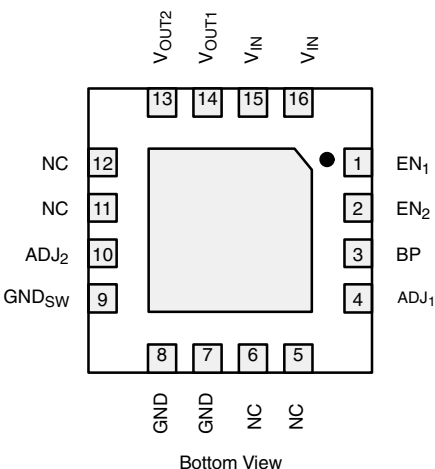 VOUT2 VOUT1 VIN VIN
13 14 15 16
NC 12 1 EN1
NC 11 2 EN2
ADJ2 10 3 BP
GNDSW 9 4 ADJ1
8 7 6 5
GND GND NC NC
Bottom View